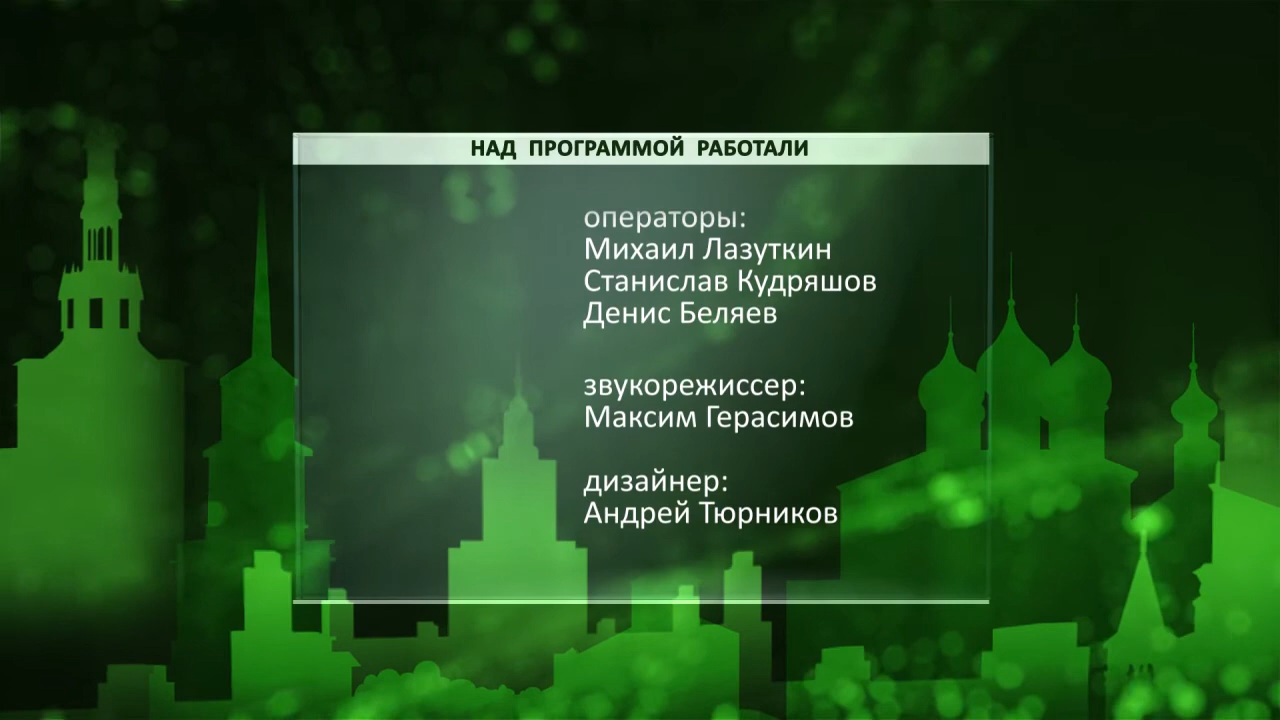 НАД ПРОГРАММОЙ РАБОТАЛИ
операторы:
Михаил Лазуткин
Станислав Кудряшов
Денис Беляев
звукорежиссер:
Максим Герасимов
дизайнер:
Андрей Тюрников